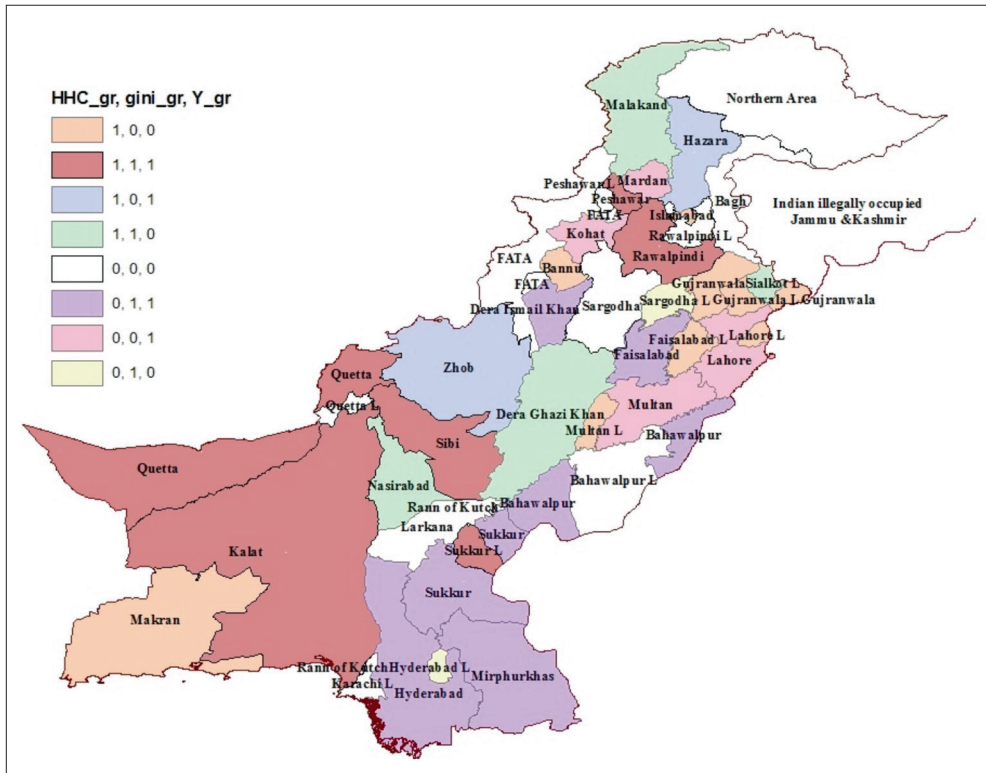 HHC_gr, gini_gr, Y_gr
1, 0, 0
1, 1, 1
1, 0, 1
1, 1, 0
0, 0, 0
0, 1, 1
0, 0, 1
0, 1, 0
Northern Area
Malakand
Hazara
Peshawar L
Mardan
Peshawar
Bagh
Indian illegally occupied
Jammu &Kashmir
FATA
Islamabad
Kohat
Rawalpindi L
Rawalpindi
FATA
Bannu
FATA
Gujranwala
Sialkot L
Dera Ismail Khan
Sargodha
Sargodha L
Gujranwala L
Gujranwala
Faisalabad L
Lahore L
Faisalabad
Lahore
Zhob
Quetta
Quetta L
Dera Ghazi Khan
Multan
Multan L
Sibi
Bahawalpur
Quetta
Nasirabad
Bahawalpur L
Rann of Kutch
Bahawalpur
Larkana
Sukkur
Kalat
Sukkur L
Sukkur
Makran
Rann of Kutch
Hyderabad L
Karachi L
Hyderabad
Mirphurkhas